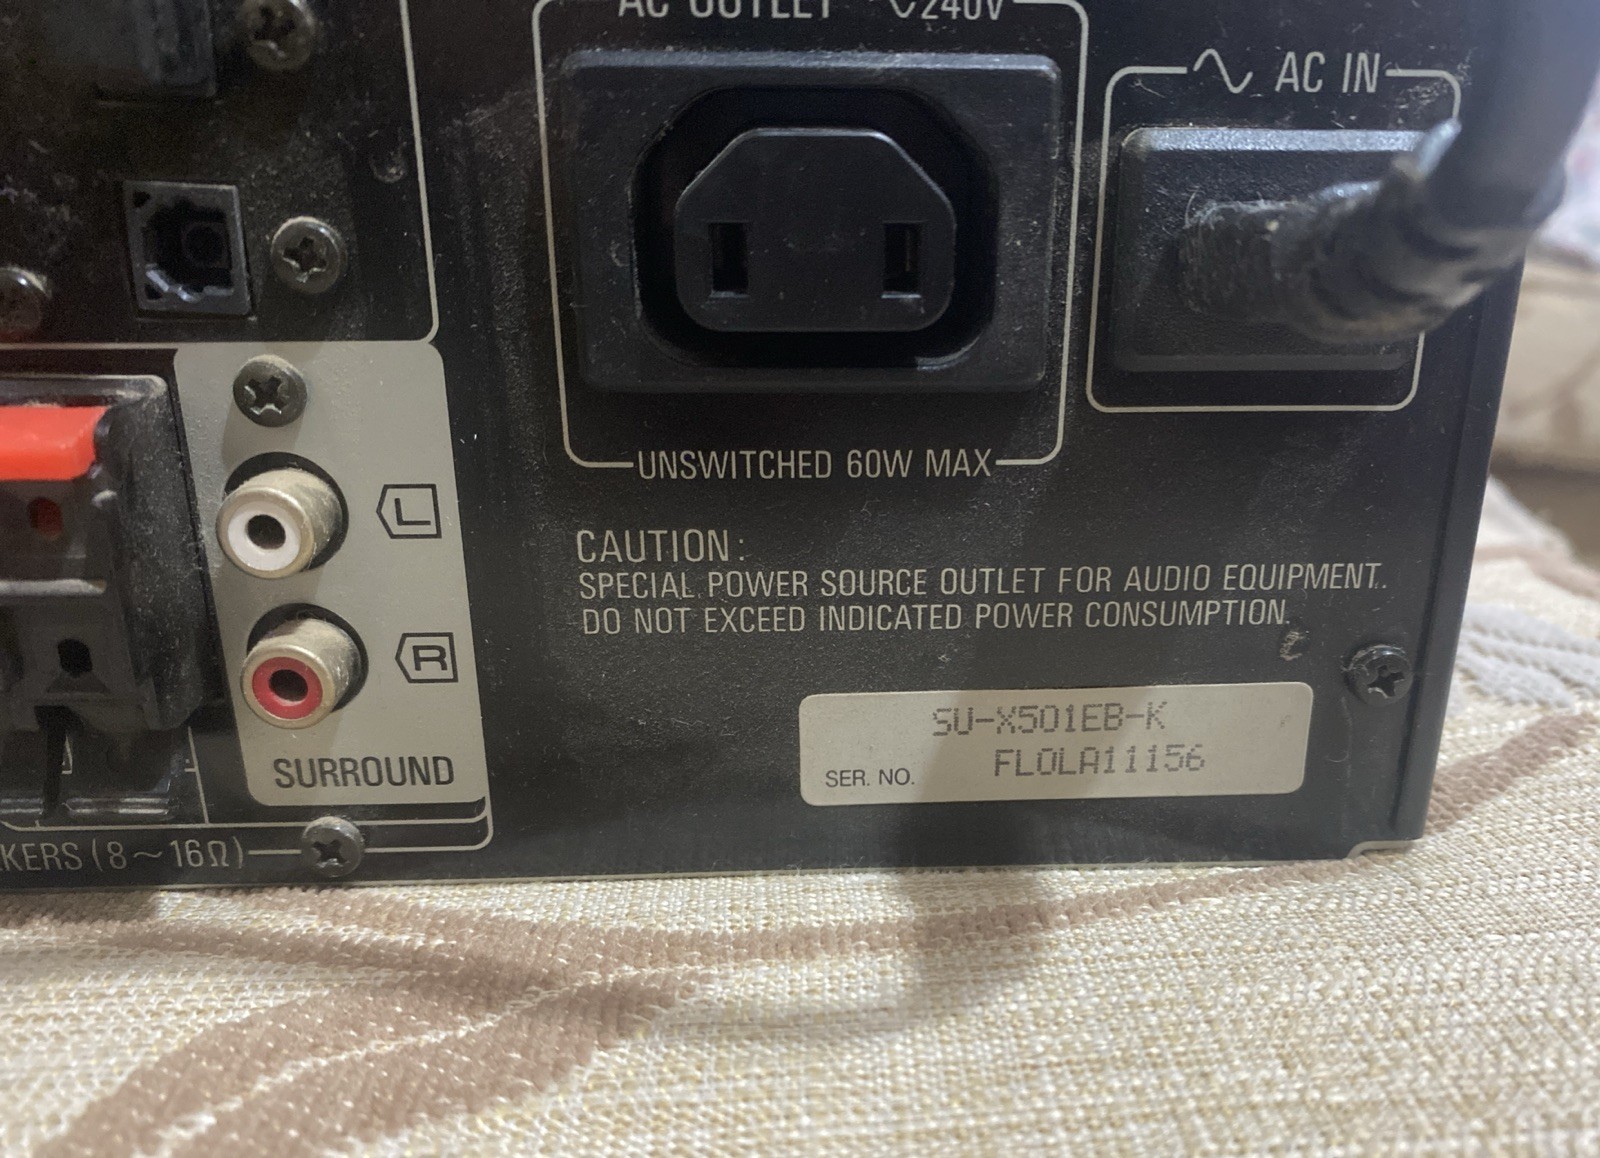 AC OUTLET ∿240V
∿ AC IN
UNSWITCHED 60W MAX
CAUTION:
SPECIAL POWER SOURCE OUTLET FOR AUDIO EQUIPMENT.
DO NOT EXCEED INDICATED POWER CONSUMPTION.
L
R
SURROUND
KERS (8~16Ω)
SU-X501EB-K
SER. NO. FL0LA11156